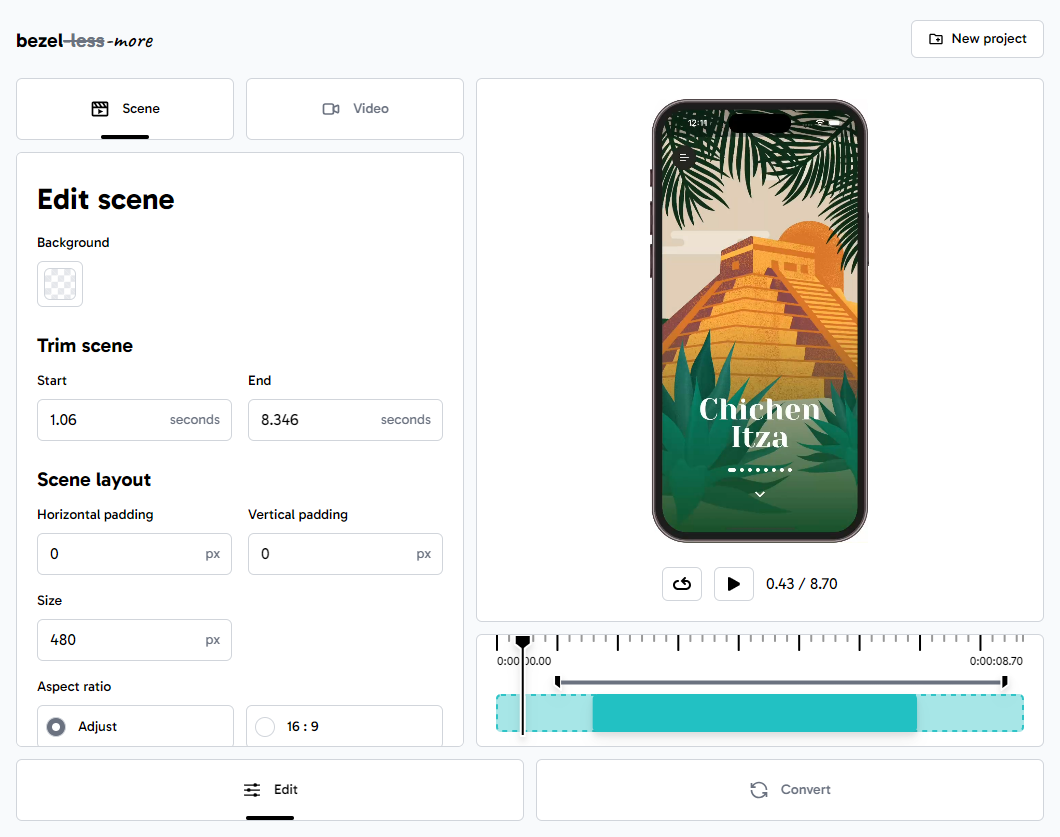 bezel-less-more
New project
Scene
Video
Edit scene
Background
Trim scene
Start
End
1.06 seconds
8.346 seconds
Scene layout
Horizontal padding
Vertical padding
0 px
0 px
Size
480 px
Aspect ratio
Adjust
16 : 9
12:11
Chichen
Itza
0.43 / 8.70
0:00:00.00
0:00:08.70
Edit
Convert